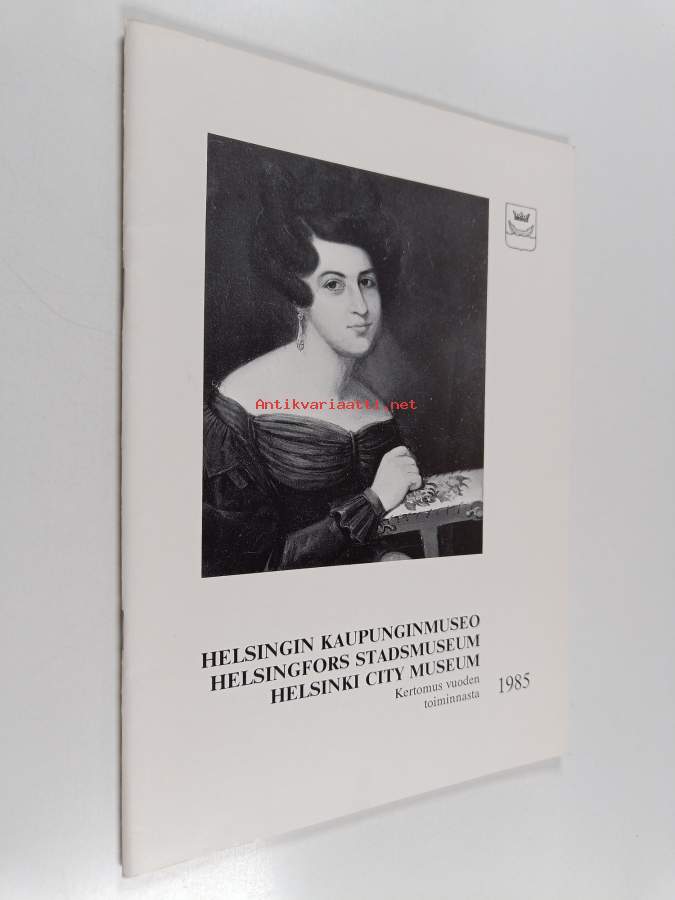 Antikvariaatti.net
HELSINGIN KAUPUNGINMUSEO
HELSINGFORS STADSMUSEUM
HELSINKI CITY MUSEUM
Kertomus vuoden
toiminnasta 1985